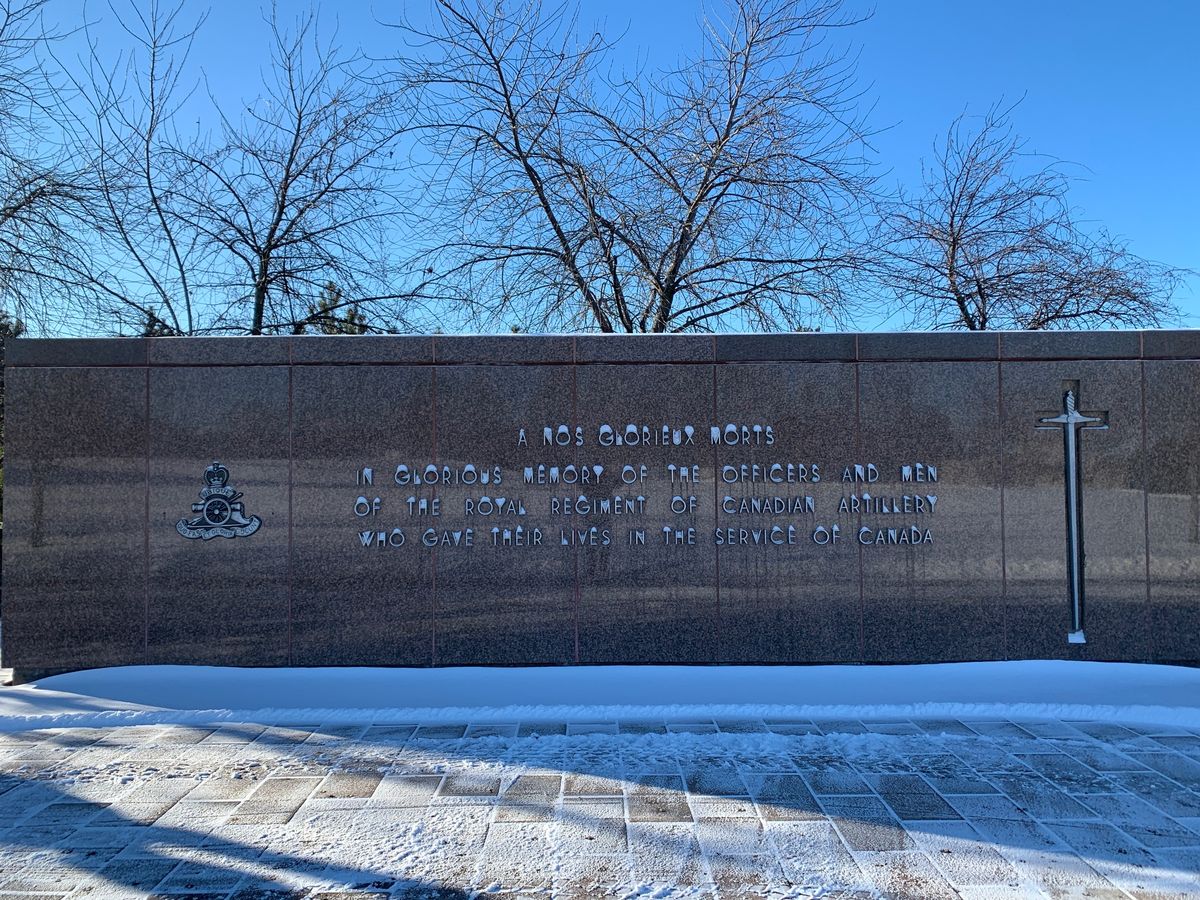 A NOS GLORIEUX MORTS
IN GLORIOUS MEMORY OF THE OFFICERS AND MEN
OF THE ROYAL REGIMENT OF CANADIAN ARTILLERY
WHO GAVE THEIR LIVES IN THE SERVICE OF CANADA